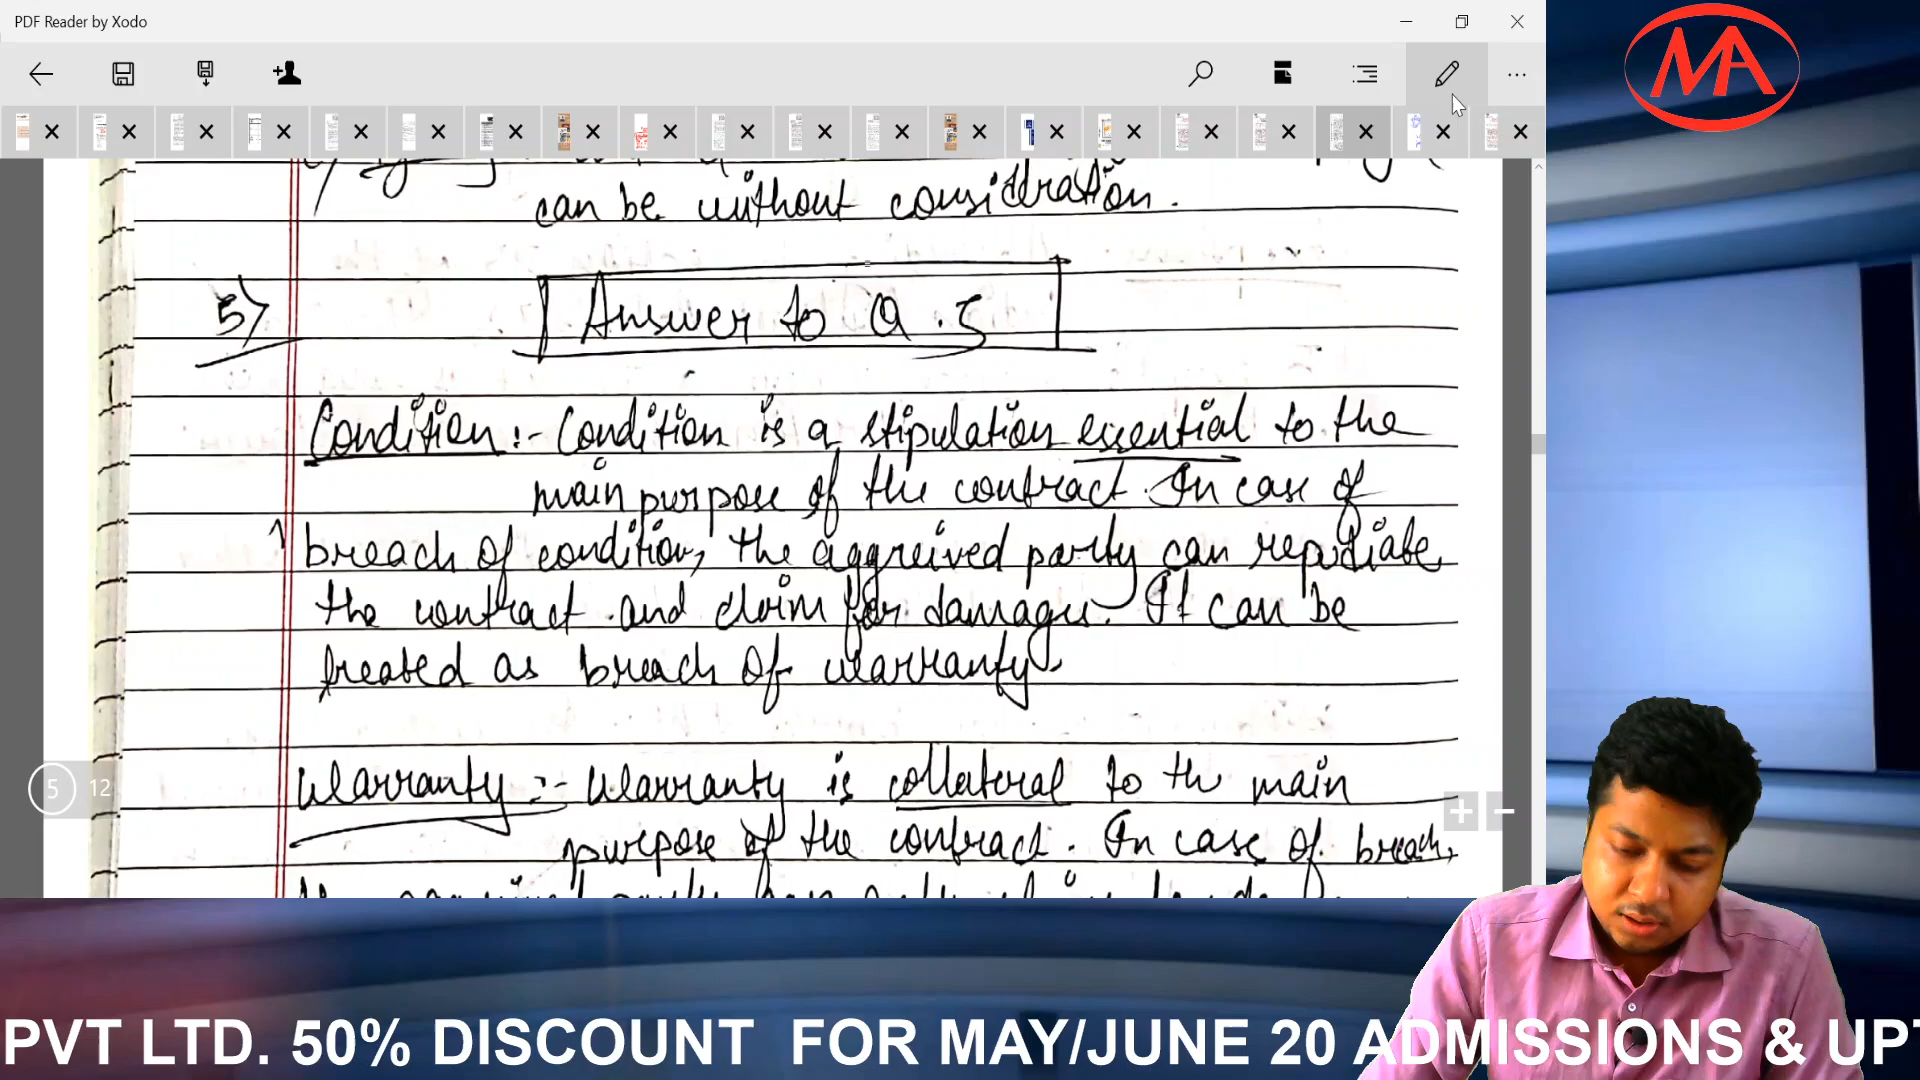 PDF Reader by Xodo
MA
can be without consideration.
5) Answer to Q.5
Condition :- Condition is a stipulation essential to the
main purpose of the contract. In case of
breach of condition, the aggreived party can repudiate
the contract and claim for damages. It can be
treated as breach of warranty.
Warranty :- Warranty is collateral to the main
purpose of the contract. In case of breach,
5 12
PVT LTD. 50% DISCOUNT FOR MAY/JUNE 20 ADMISSIONS & UPT